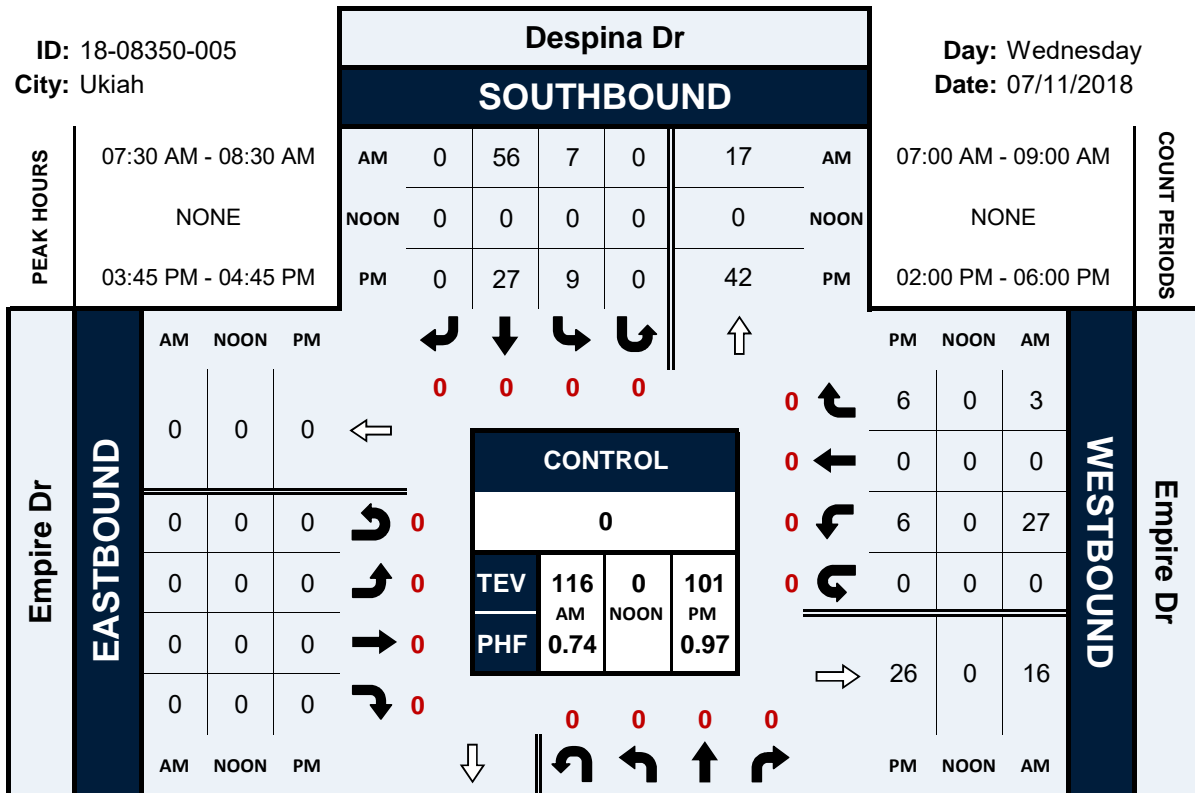 ID: 18-08350-005
City: Ukiah
Despina Dr
SOUTHBOUND
Day: Wednesday
Date: 07/11/2018
PEAK HOURS
07:30 AM - 08:30 AM
NONE
03:45 PM - 04:45 PM
AM 0 56 7 0 17 AM
NOON 0 0 0 0 0 NOON
PM 0 27 9 0 42 PM
07:00 AM - 09:00 AM
NONE
02:00 PM - 06:00 PM
COUNT PERIODS
0 0 0 0
Empire Dr
EASTBOUND
AM NOON PM
0 0 0
0 0 0 0
0 0 0 0
0 0 0 0
0 0 0 0
AM NOON PM
CONTROL
0
TEV 116 0 101
AM NOON PM
PHF 0.74 0.97
PM NOON AM
0 6 0 3
0 0 0 0
0 6 0 27
0 0 0 0
26 0 16
PM NOON AM
WESTBOUND
Empire Dr
0 0 0 0